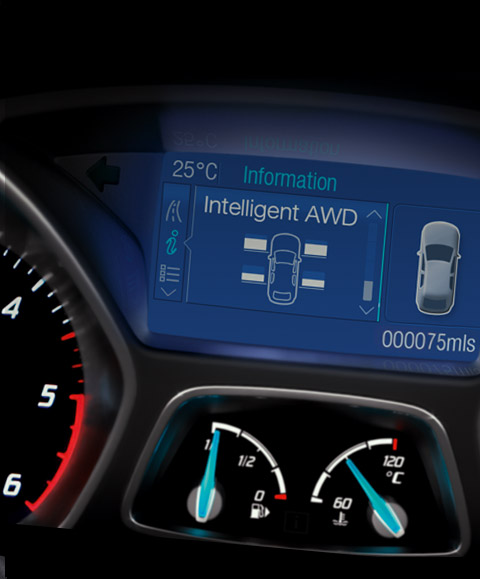 25°C Information
Intelligent AWD
000075mls
4
5
6
1
1/2
0
60
120
°C